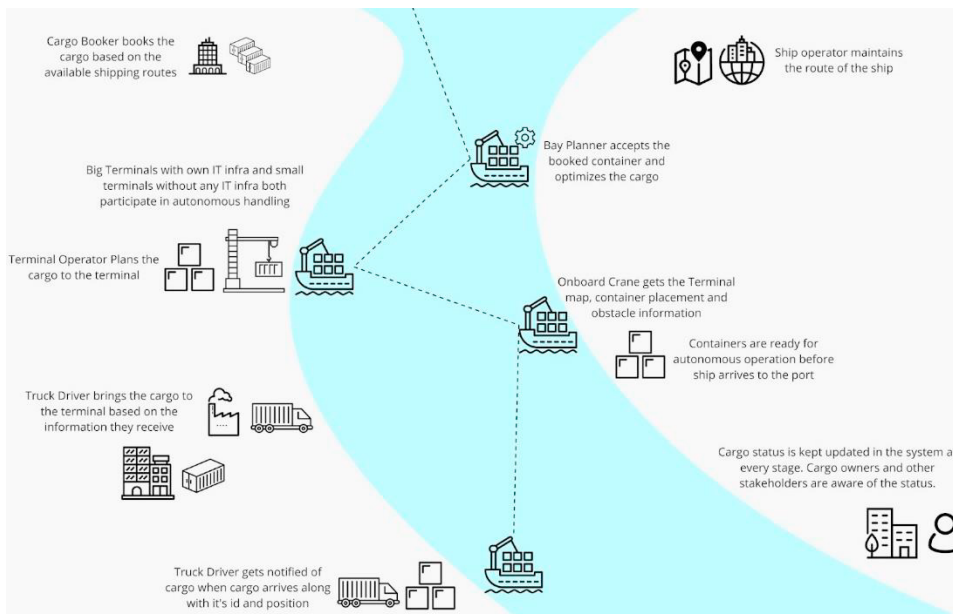 Cargo Booker books the
cargo based on the
available shipping routes
Ship operator maintains
the route of the ship
Bay Planner accepts the
booked container and
optimizes the cargo
Big Terminals with own IT infra and small
terminals without any IT infra both
participate in autonomous handling
Terminal Operator Plans the
cargo to the terminal
Onboard Crane gets the Terminal
map, container placement and
obstacle information
Containers are ready for
autonomous operation before
ship arrives to the port
Truck Driver brings the cargo to
the terminal based on the
information they receive
Cargo status is kept updated in the system a
every stage. Cargo owners and other
stakeholders are aware of the status.
Truck Driver gets notified of
cargo when cargo arrives along
with it's id and position